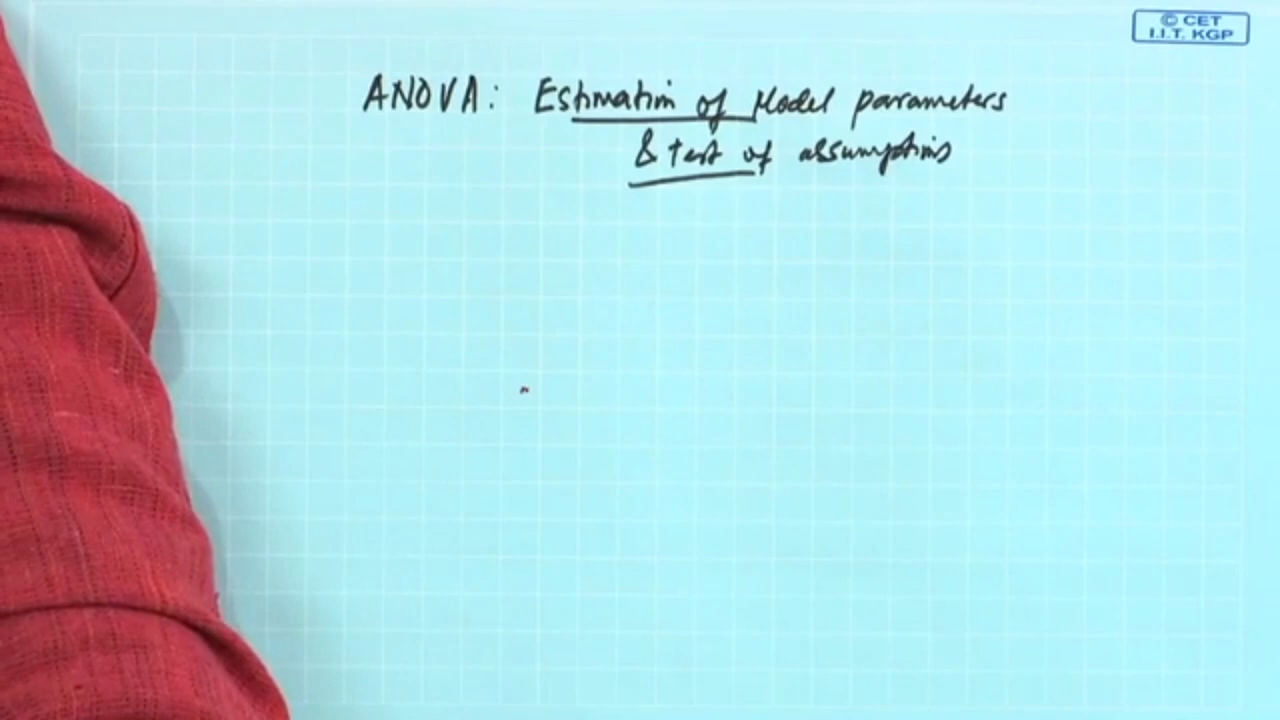 © CET
I.I.T. KGP
ANOVA: Estimation of Model parameters
& test of assumptions